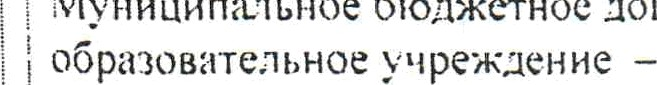 Муниципальное бюджетное
образовательное учреждение –